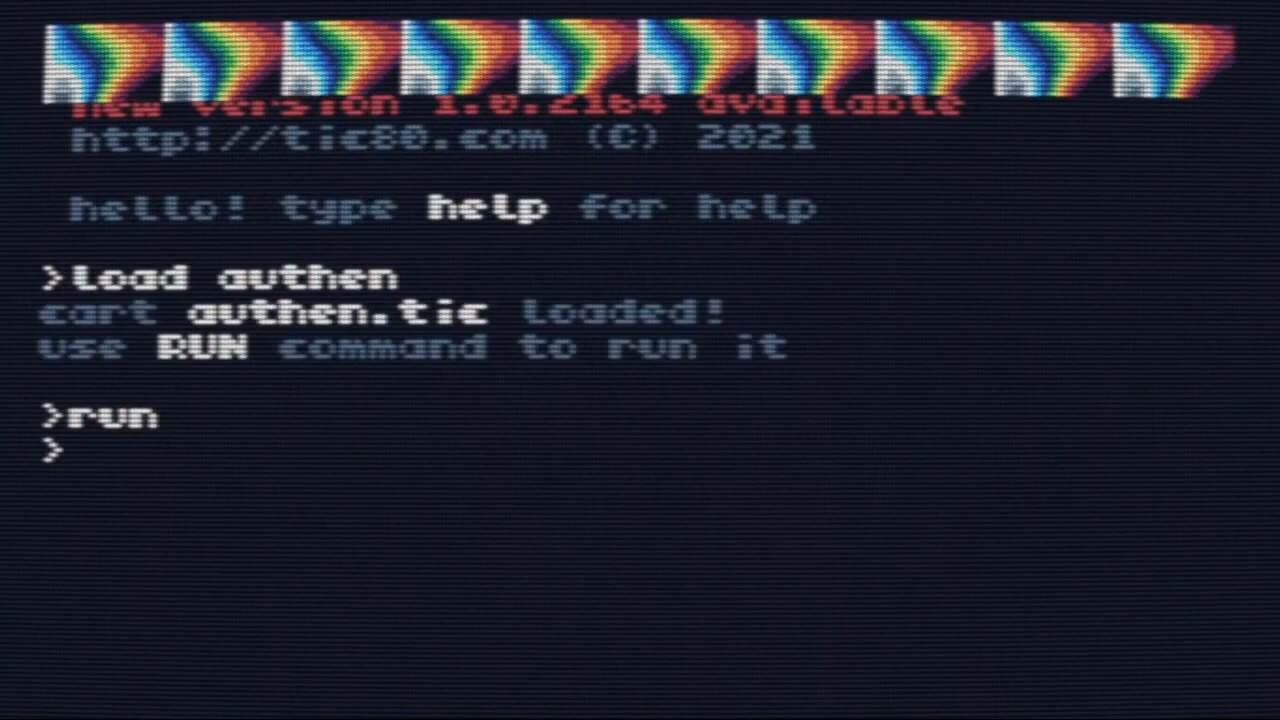 new version 1.0.2164 available
http://tic80.com (C) 2021
hello! type help for help
>load authen
cart authen.tic loaded!
use RUN command to run it
>run
>